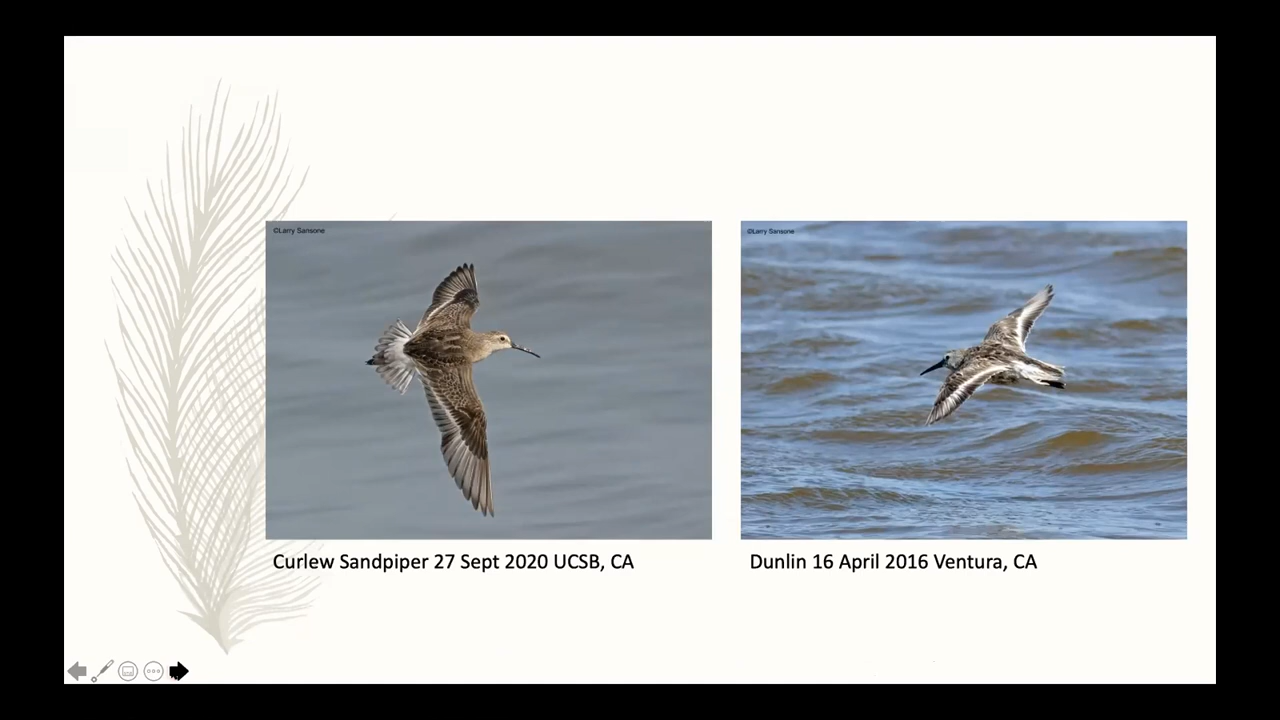 ©Larry Sansone
©Larry Sansone
Curlew Sandpiper 27 Sept 2020 UCSB, CA
Dunlin 16 April 2016 Ventura, CA